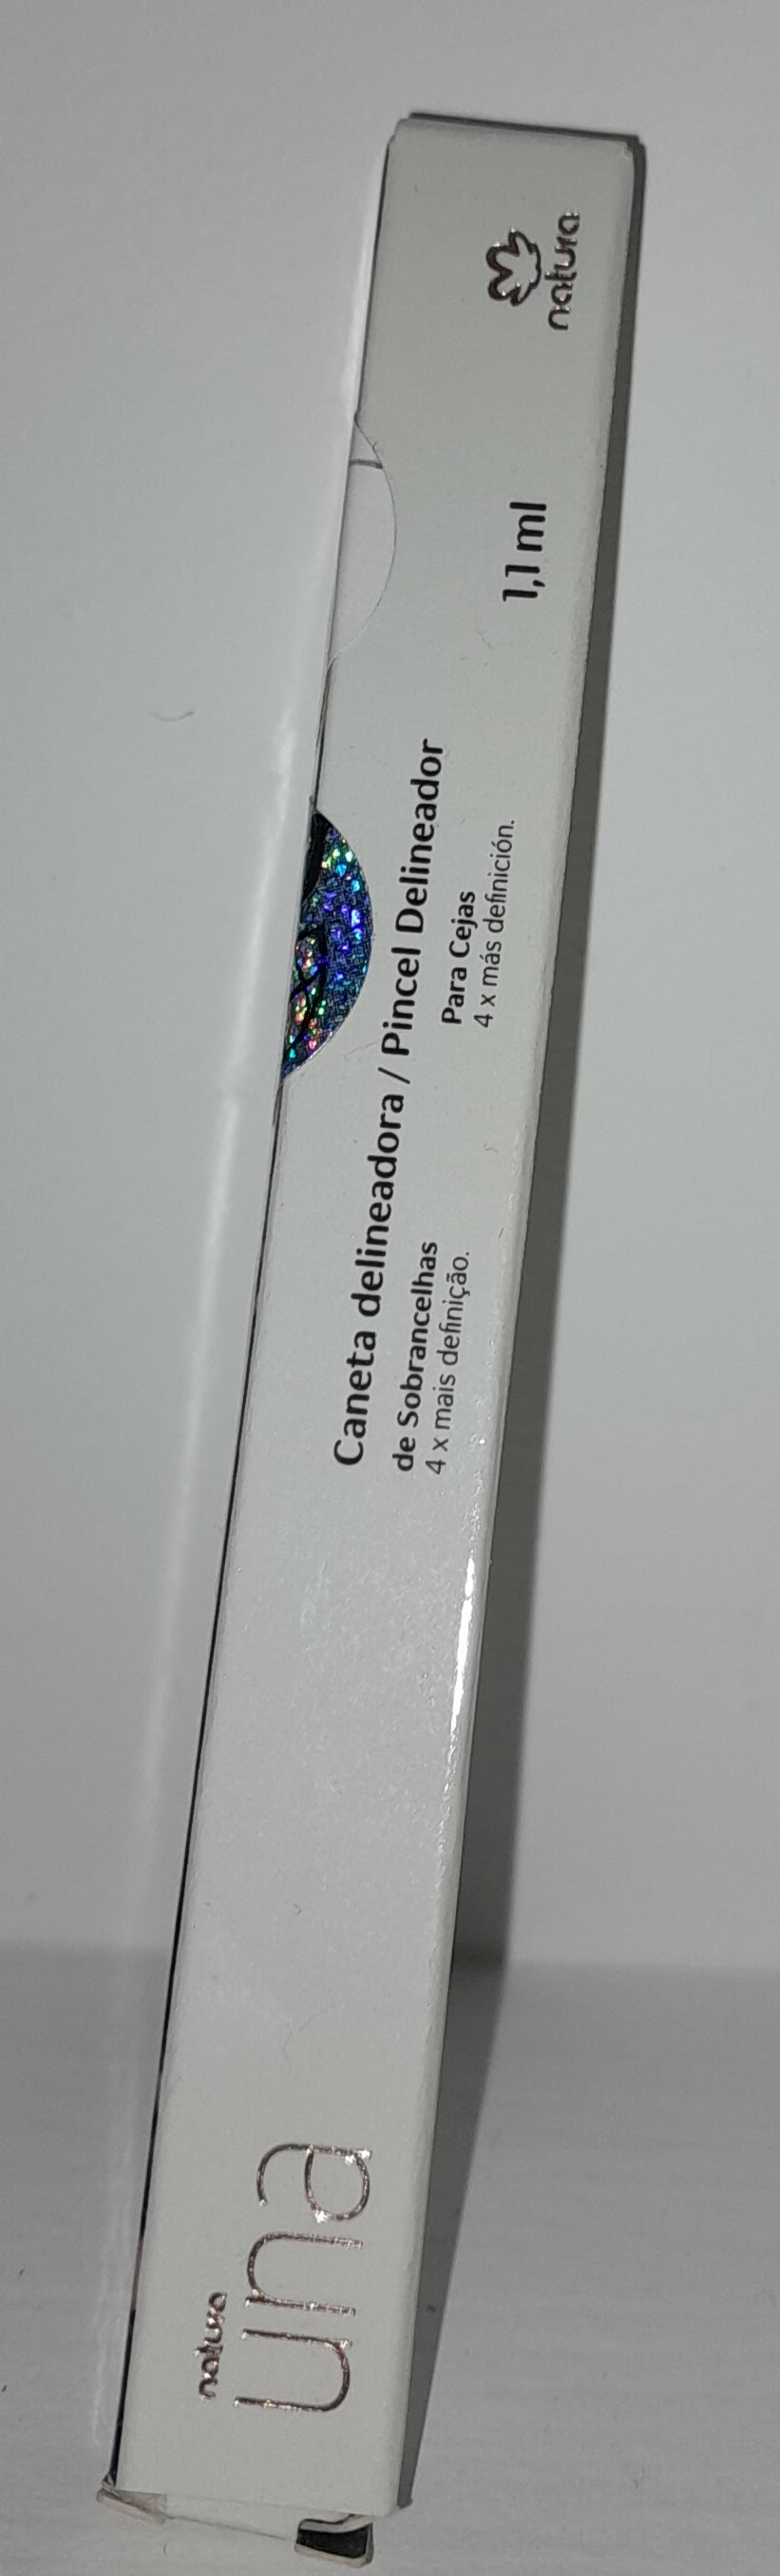 natura
una
Caneta delineadora / Pincel Delineador
de Sobrancelhas
4 x mais definição.
Para Cejas
4 x más definición.
1,1 ml
natura